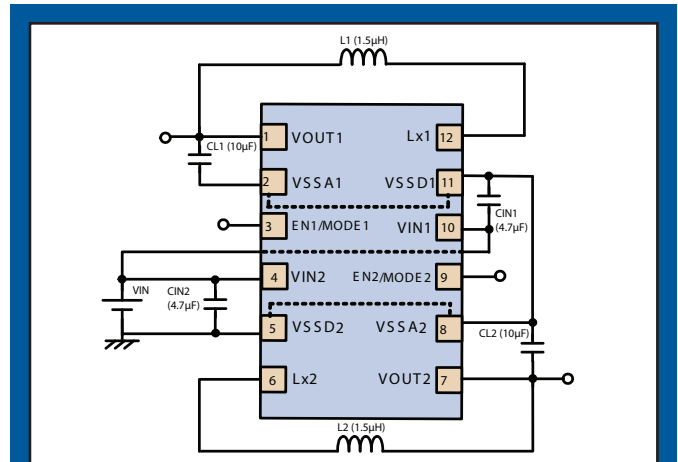 L1 (1.5µH)
1 VOUT1 Lx1 12
CL1 (10µF)
2 VSSA1 VSSD1 11
CIN1
(4.7µF)
3 EN1/MODE1 VIN1 10
4 VIN2 EN2/MODE2 9
VIN
CIN2
(4.7µF)
5 VSSD2 VSSA2 8
CL2 (10µF)
6 Lx2 VOUT2 7
L2 (1.5µH)